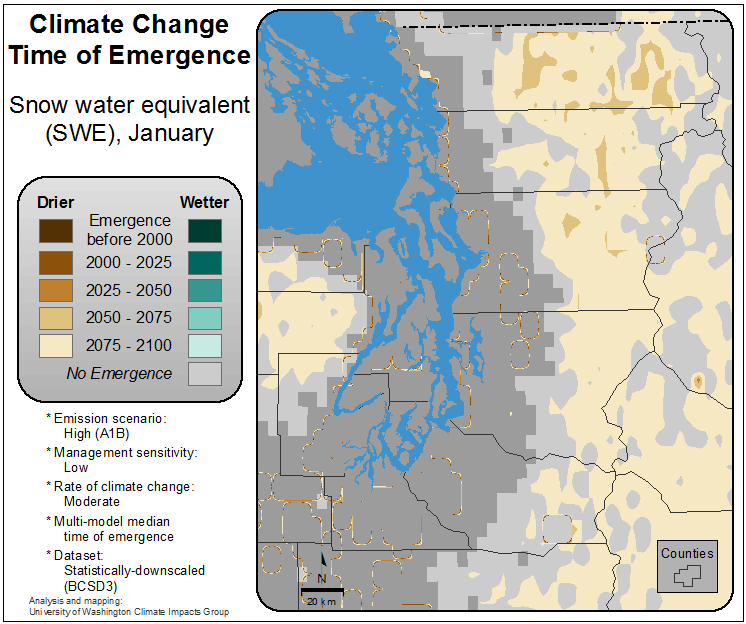 Climate Change
Time of Emergence
Snow water equivalent
(SWE), January
Drier
Wetter
Emergence
before 2000
2000 - 2025
2025 - 2050
2050 - 2075
2075 - 2100
No Emergence
* Emission scenario:
High (A1B)
* Management sensitivity:
Low
* Rate of climate change:
Moderate
* Multi-model median
time of emergence
* Dataset:
Statistically-downscaled
(BCSD3)
Analysis and mapping:
University of Washington Climate Impacts Group
N
20 km
Counties